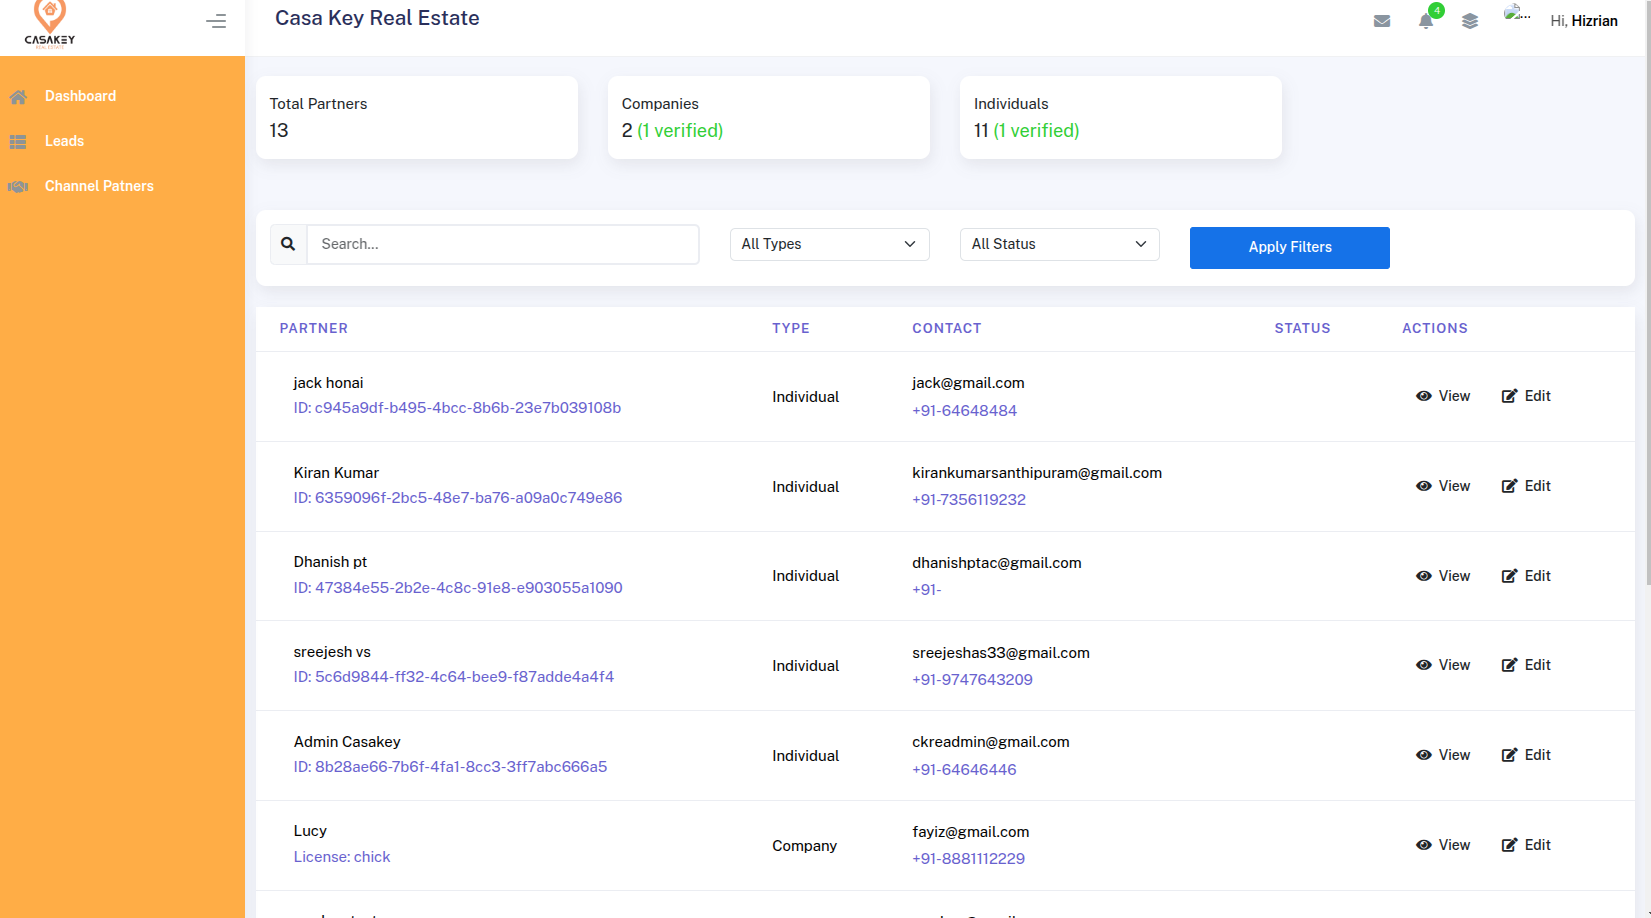 CASAKEY
REAL ESTATE
Casa Key Real Estate
4
...
Hi, Hizrian
Dashboard
Leads
Channel Patners
Total Partners
13
Companies
2 (1 verified)
Individuals
11 (1 verified)
Search...
All Types
All Status
Apply Filters
PARTNER TYPE CONTACT STATUS ACTIONS
jack honai
ID: c945a9df-b495-4bcc-8b6b-23e7b039108b
Individual
jack@gmail.com
+91-64648484
View Edit
Kiran Kumar
ID: 6359096f-2bc5-48e7-ba76-a09a0c749e86
Individual
kirankumarsanthipuram@gmail.com
+91-7356119232
View Edit
Dhanish pt
ID: 47384e55-2b2e-4c8c-91e8-e903055a1090
Individual
dhanishptac@gmail.com
+91-
View Edit
sreejesh vs
ID: 5c6d9844-ff32-4c64-bee9-f87adde4a4f4
Individual
sreejeshas33@gmail.com
+91-9747643209
View Edit
Admin Casakey
ID: 8b28ae66-7b6f-4fa1-8cc3-3ff7abc666a5
Individual
ckreadmin@gmail.com
+91-64646446
View Edit
Lucy
License: chick
Company
fayiz@gmail.com
+91-8881112229
View Edit